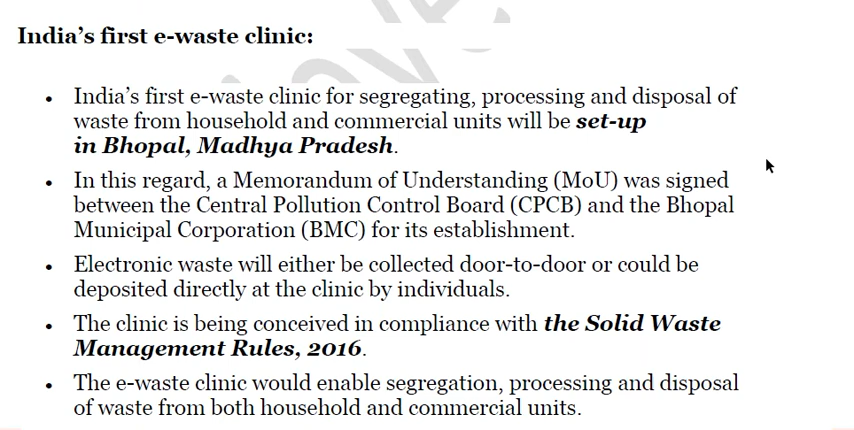 India’s first e-waste clinic:
• India’s first e-waste clinic for segregating, processing and disposal of
waste from household and commercial units will be set-up
in Bhopal, Madhya Pradesh.
• In this regard, a Memorandum of Understanding (MoU) was signed
between the Central Pollution Control Board (CPCB) and the Bhopal
Municipal Corporation (BMC) for its establishment.
• Electronic waste will either be collected door-to-door or could be
deposited directly at the clinic by individuals.
• The clinic is being conceived in compliance with the Solid Waste
Management Rules, 2016.
• The e-waste clinic would enable segregation, processing and disposal
of waste from both household and commercial units.